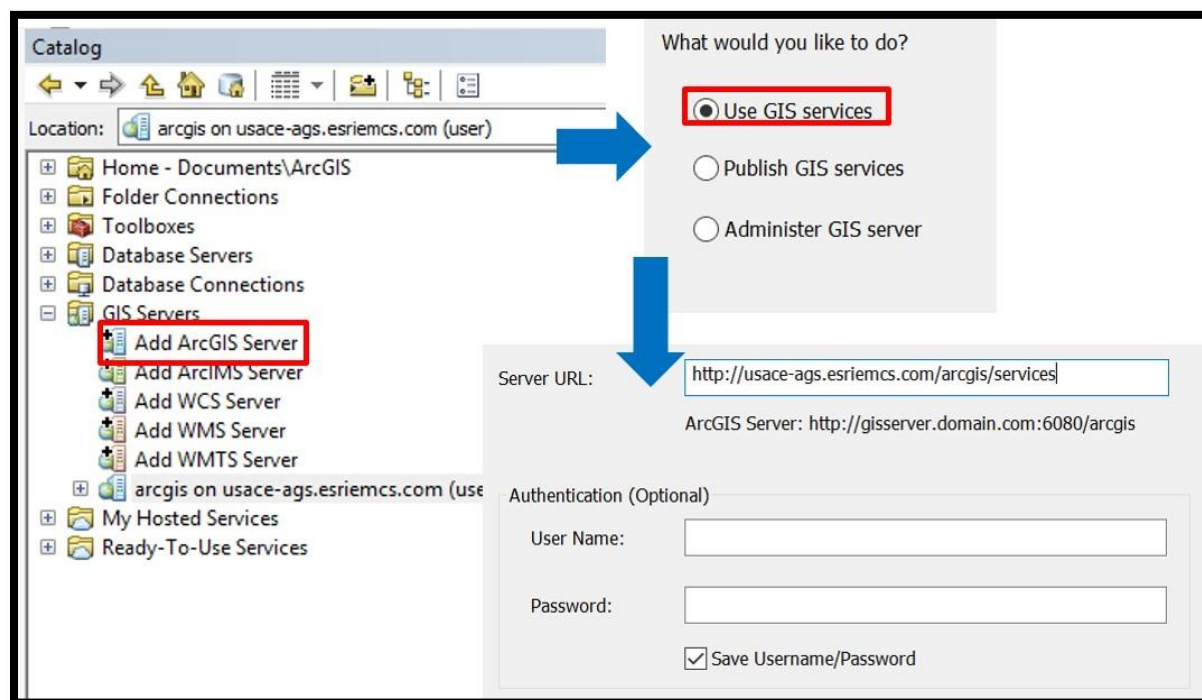 Catalog
Location: arcgis on usace-ags.esriemcs.com (user)
Home - Documents\ArcGIS
Folder Connections
Toolboxes
Database Servers
Database Connections
GIS Servers
Add ArcGIS Server
Add ArcIMS Server
Add WCS Server
Add WMS Server
Add WMTS Server
arcgis on usace-ags.esriemcs.com (use
My Hosted Services
Ready-To-Use Services
What would you like to do?
Use GIS services
Publish GIS services
Administer GIS server
Server URL: http://usace-ags.esriemcs.com/arcgis/services
ArcGIS Server: http://gisserver.domain.com:6080/arcgis
Authentication (Optional)
User Name:
Password:
Save Username/Password